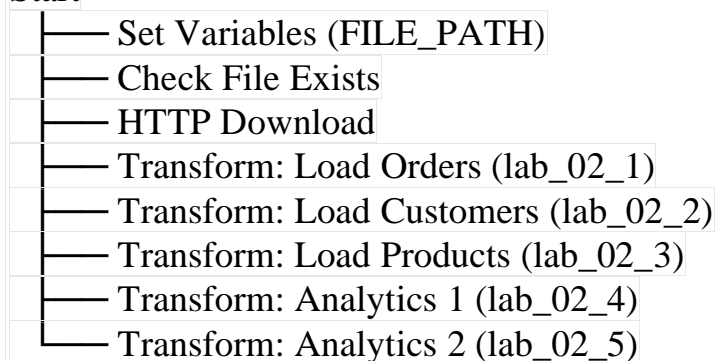 Start
├── Set Variables (FILE_PATH)
├── Check File Exists
├── HTTP Download
├── Transform: Load Orders (lab_02_1)
├── Transform: Load Customers (lab_02_2)
├── Transform: Load Products (lab_02_3)
├── Transform: Analytics 1 (lab_02_4)
└── Transform: Analytics 2 (lab_02_5)